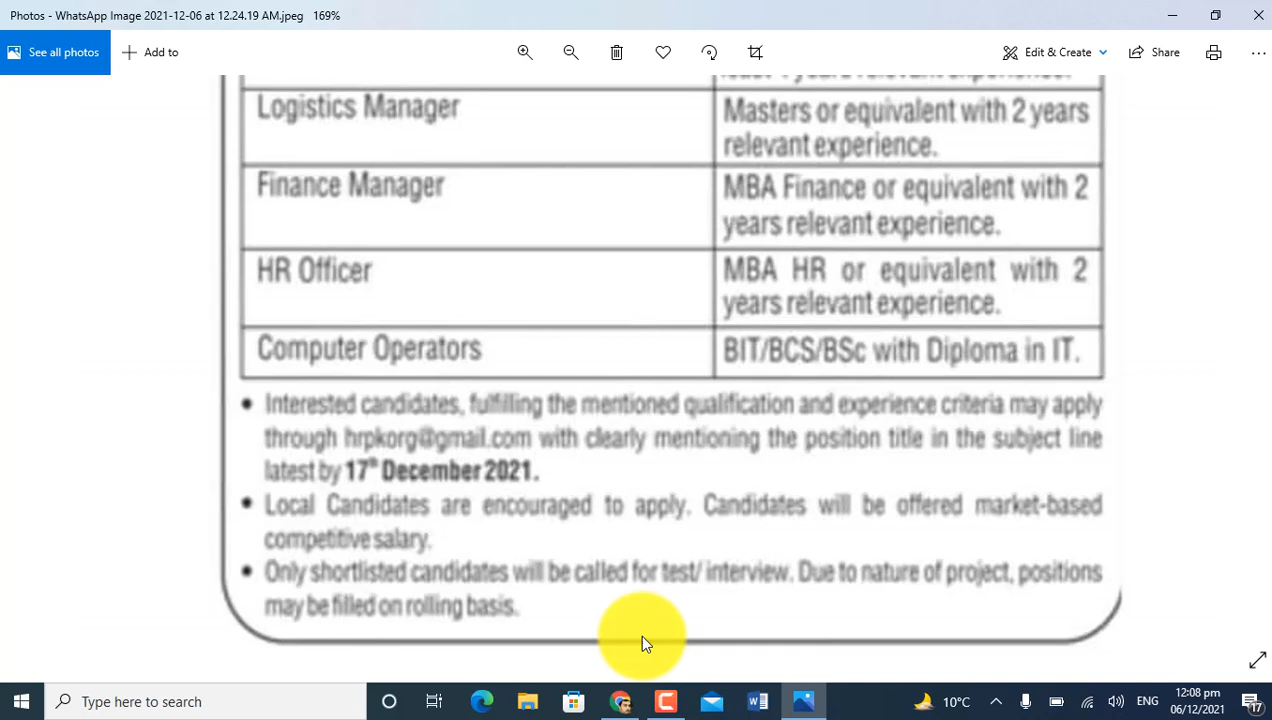 Photos - WhatsApp Image 2021-12-06 at 12.24.19 AM.jpeg 169%
See all photos
Add to
Edit & Create
Share
years relevant experience.
Logistics Manager
Masters or equivalent with 2 years
relevant experience.
Finance Manager
MBA Finance or equivalent with 2
years relevant experience.
HR Officer
MBA HR or equivalent with 2
years relevant experience.
Computer Operators
BIT/BCS/BSc with Diploma in IT.
• Interested candidates, fulfilling the mentioned qualification and experience criteria may apply
through hrpkorg@gmail.com with clearly mentioning the position title in the subject line
latest by 17th December 2021.
• Local Candidates are encouraged to apply. Candidates will be offered market-based
competitive salary.
• Only shortlisted candidates will be called for test/ interview. Due to nature of project, positions
may be filled on rolling basis.
Type here to search
10°C
ENG
12:08 pm
06/12/2021
17